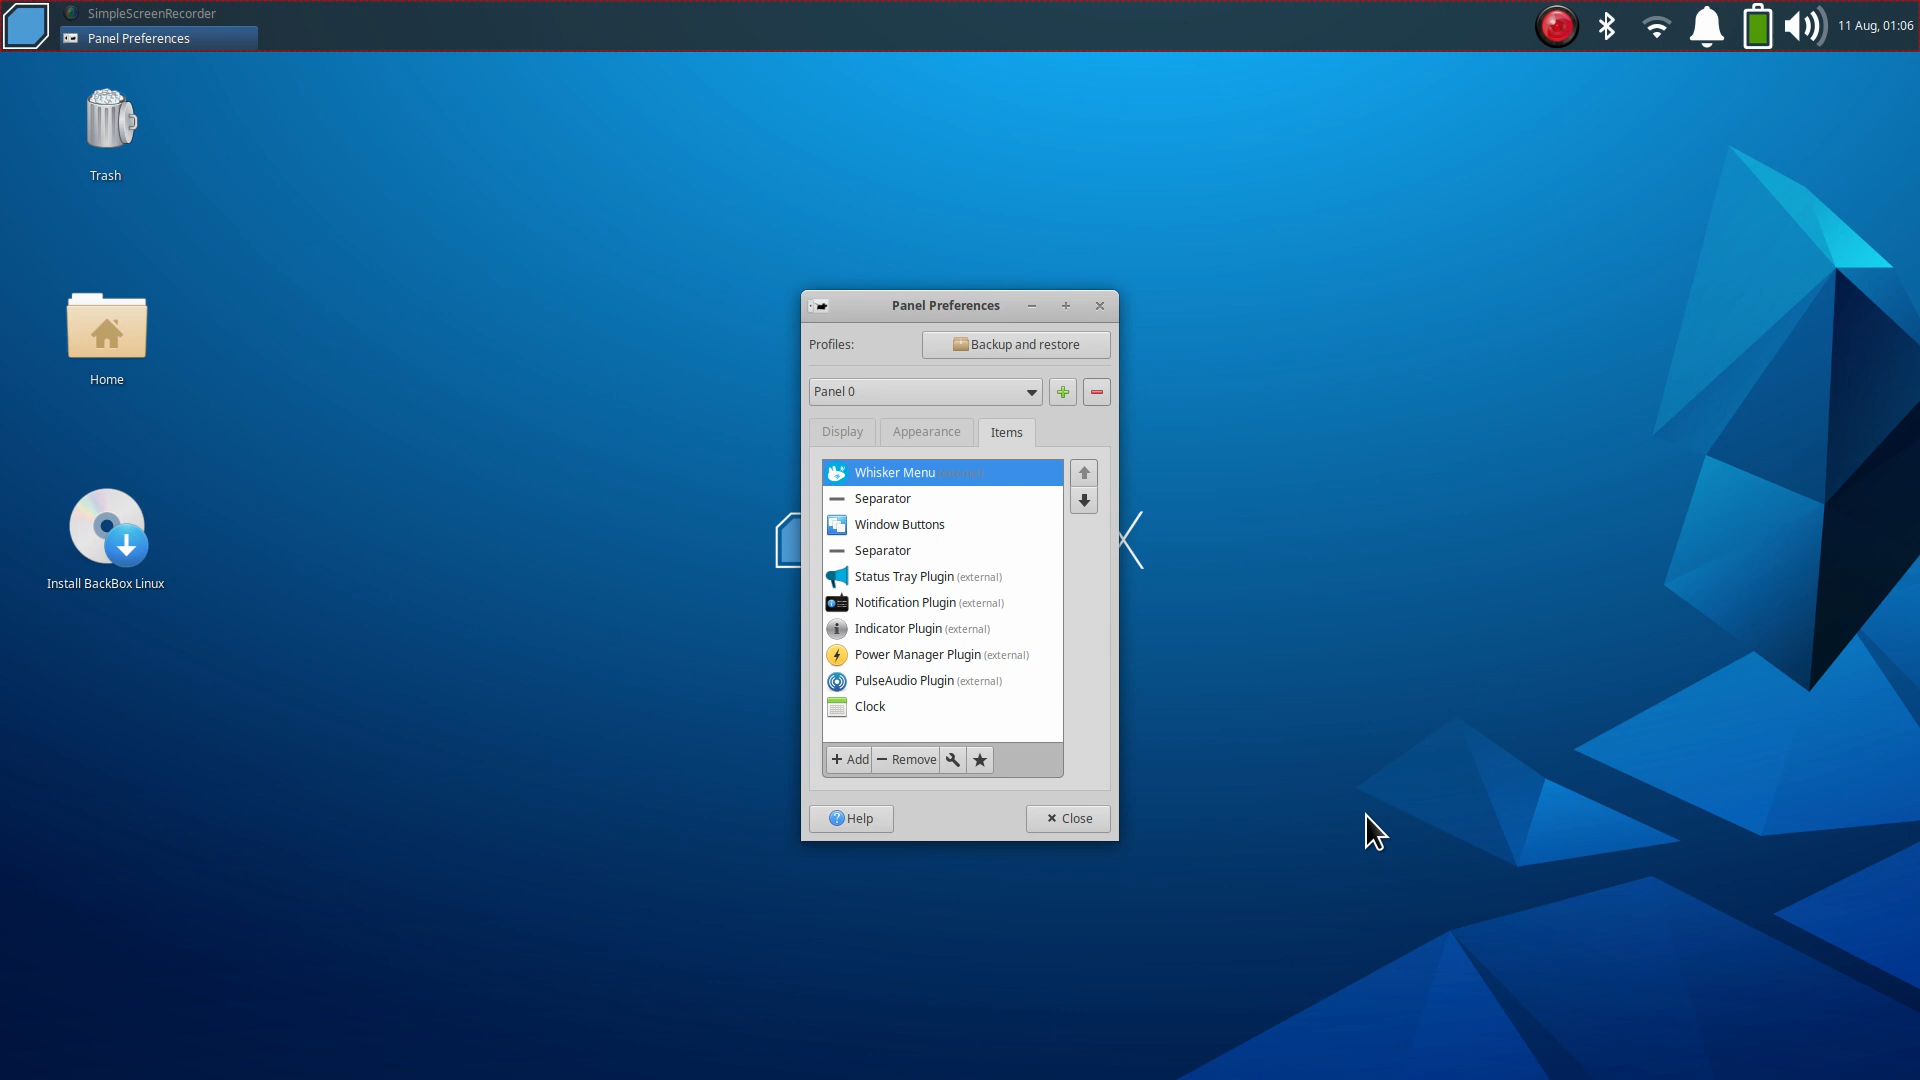 SimpleScreenRecorder
Panel Preferences
11 Aug, 01:06
Trash
Home
Install BackBox Linux
Panel Preferences
Profiles:
Backup and restore
Panel 0
Display
Appearance
Items
Whisker Menu (external)
Separator
Window Buttons
Separator
Status Tray Plugin (external)
Notification Plugin (external)
Indicator Plugin (external)
Power Manager Plugin (external)
PulseAudio Plugin (external)
Clock
Add
Remove
Help
Close